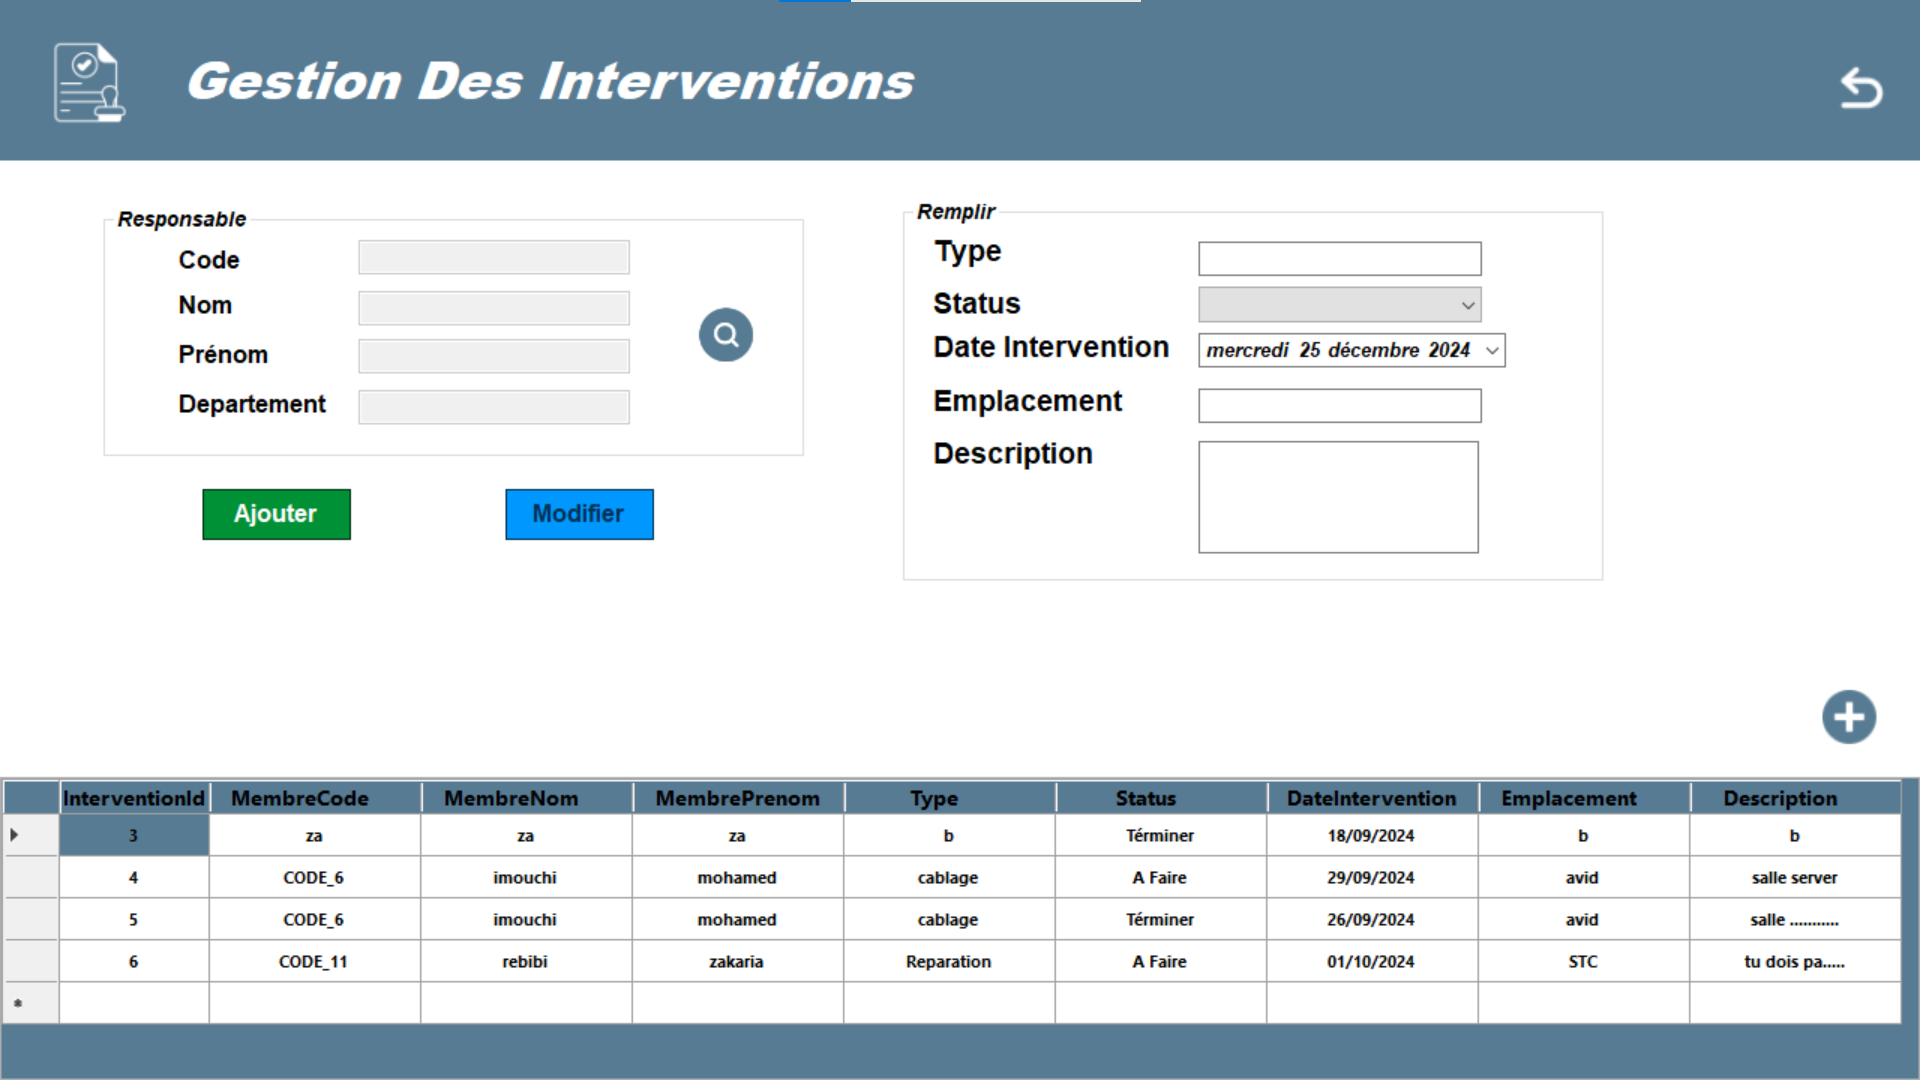 Gestion Des Interventions
Responsable
Code
Nom
Prénom
Departement
Ajouter
Modifier
Remplir
Type
Status
Date Intervention
mercredi 25 décembre 2024
Emplacement
Description
InterventionId MembreCode MembreNom MembrePrenom Type Status DateIntervention Emplacement Description
3 za za za b Términer 18/09/2024 b b
4 CODE_6 imouchi mohamed cablage A Faire 29/09/2024 avid salle server
5 CODE_6 imouchi mohamed cablage Términer 26/09/2024 avid salle ...........
6 CODE_11 rebibi zakaria Reparation A Faire 01/10/2024 STC tu dois pa.....